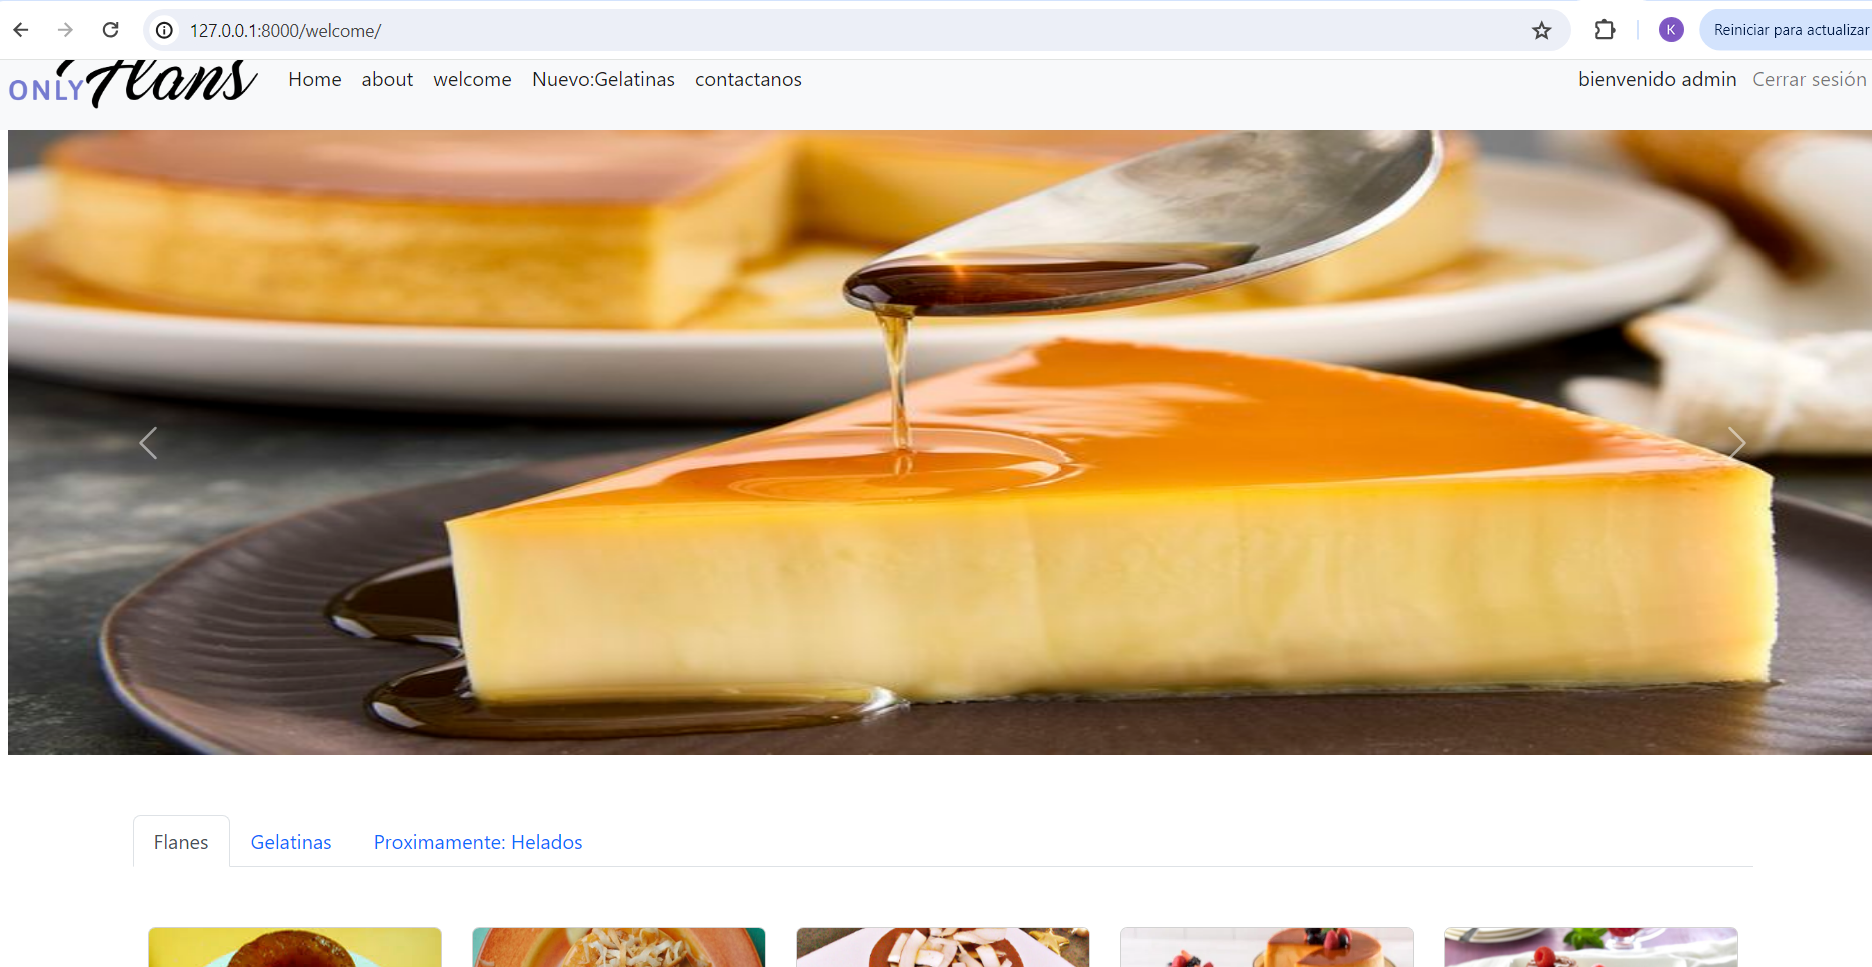 127.0.0.1:8000/welcome/
K
Reiniciar para actualizar
ONLY Flans
Home about welcome Nuevo:Gelatinas contactanos
bienvenido admin Cerrar sesión
Flanes Gelatinas Proximamente: Helados